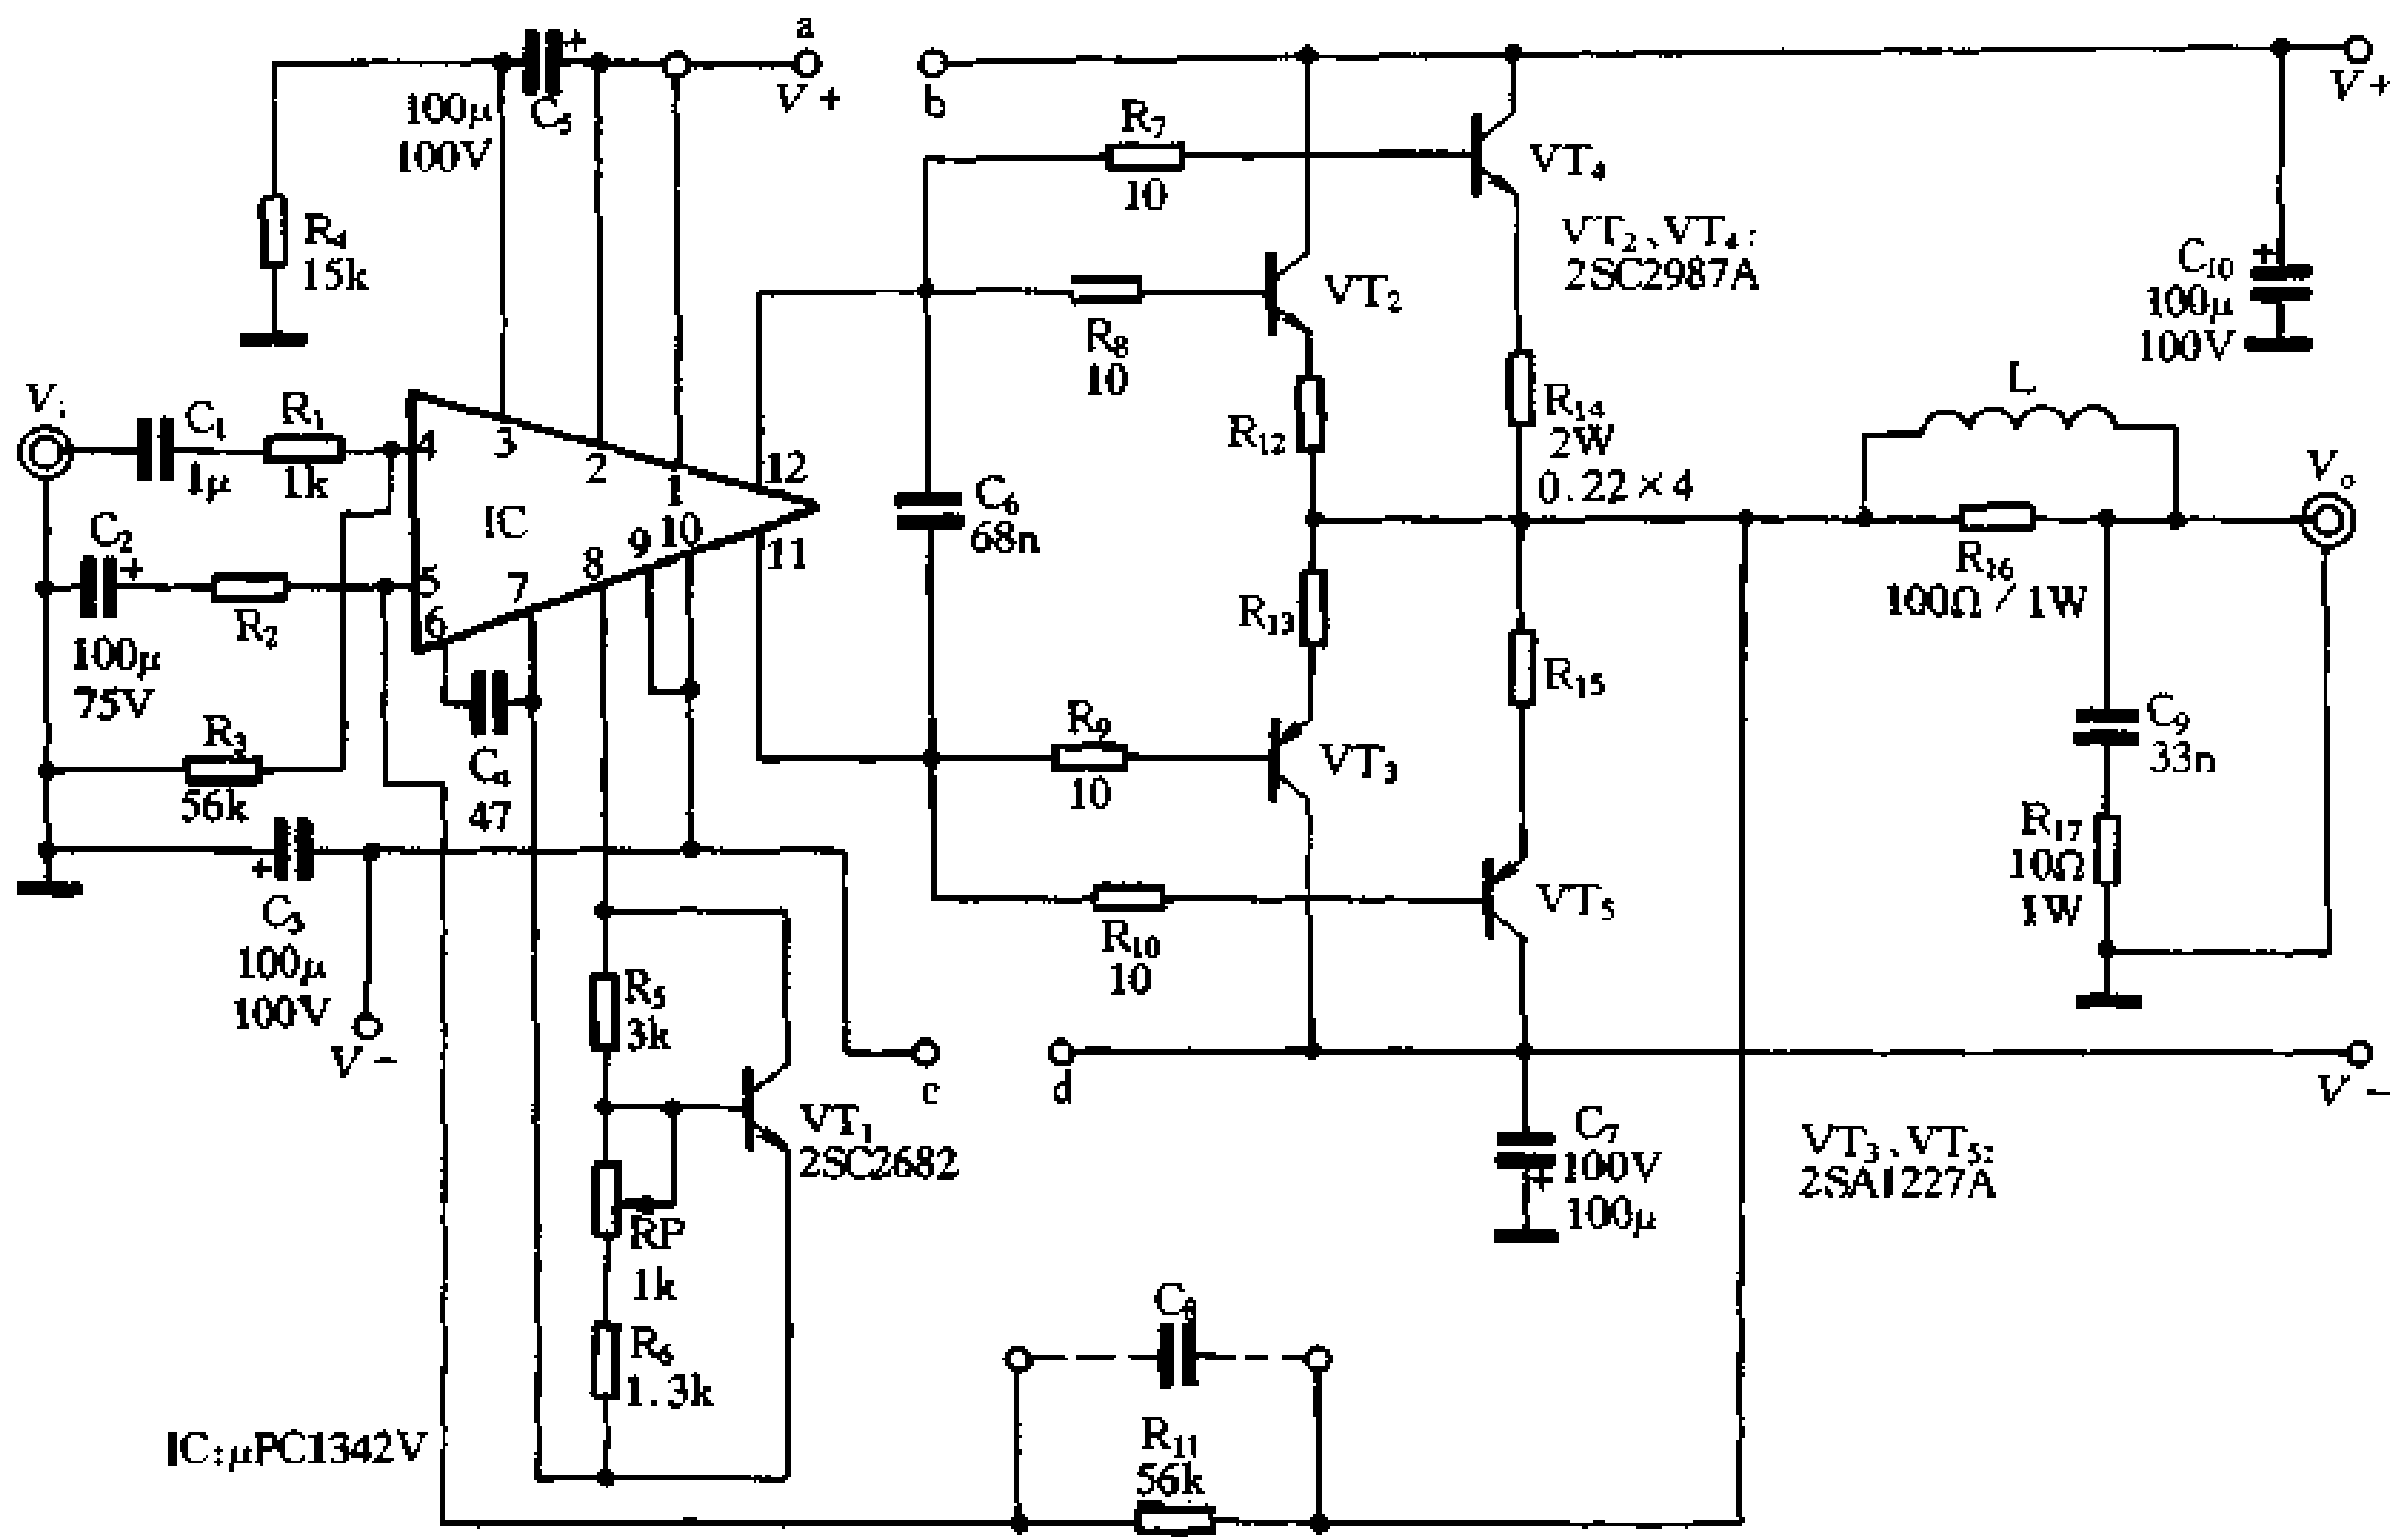 a
V+
b
V+
100μ
100V
C₅
R₇
10
VT₄
R₄
15k
VT₂、VT₄:
2SC2987A
VT₂
C₁₀
100μ
100V
R₈
10
L
Vᵢ
C₁
1μ
R₁
1k
4
3
2
1
12
R₁₂
R₁₄
2W
0.22×4
Vₒ
C₂
100μ
75V
R₂
5
IC
6
7
8
9
10
11
C₆
68n
R₁₆
100Ω/1W
R₁₃
R₁₅
R₃
56k
C₄
47
R₉
10
VT₃
C₉
33n
C₃
100μ
100V
V-
R₁₀
10
VT₅
R₁₇
10Ω
1W
R₅
3k
c
d
V-
VT₁
2SC2682
C₇
100V
100μ
VT₃、VT₅:
2SA1227A
RP
1k
R₆
1.3k
C₈
R₁₁
56k
IC:μPC1342V